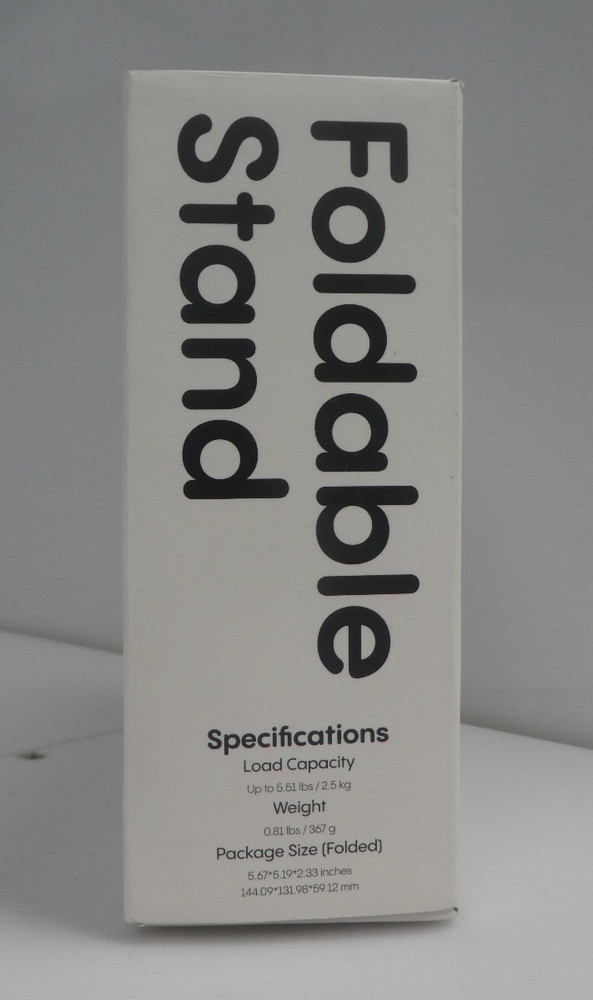 Foldable
Stand
Specifications
Load Capacity
Up to 5.51 lbs / 2.5 kg
Weight
0.81 lbs / 367 g
Package Size (Folded)
5.67*5.19*2.33 inches
144.09*131.98*59.12 mm